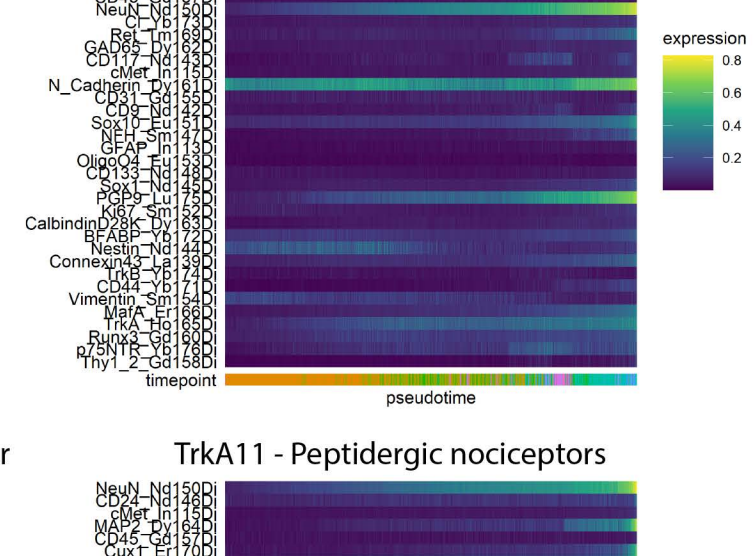 NeuN_Nd150Di
Cl_Yb173Di
Ret_Tm169Di
GAD65_Dy162Di
CD117_Nd143Di
cMet_In115Di
N_Cadherin_Dy161Di
CD31_Gd155Di
CD9_Nd142Di
Sox10_Eu151Di
NFH_Sm147Di
GFAP_In113Di
OligoO4_Eu153Di
CD133_Nd148Di
Sox1_Nd145Di
PGP9_Lu175Di
Ki67_Sm152Di
CalbindinD28K_Dy163Di
BFABP_Yb172Di
Nestin_Nd144Di
Connexin43_La139Di
TrkB_Yb174Di
CD44_Yb171Di
Vimentin_Sm154Di
MafA_Er166Di
TrkA_Ho165Di
Runx3_Gd160Di
p75NTR_Yb176Di
Thy1_2_Gd158Di
timepoint
pseudotime
expression
0.8
0.6
0.4
0.2
r
TrkA11 - Peptidergic nociceptors
NeuN_Nd150Di
CD24_Nd146Di
cMet_In115Di
MAP2_Dy164Di
CD45_Gd157Di
Cux1_Er170Di